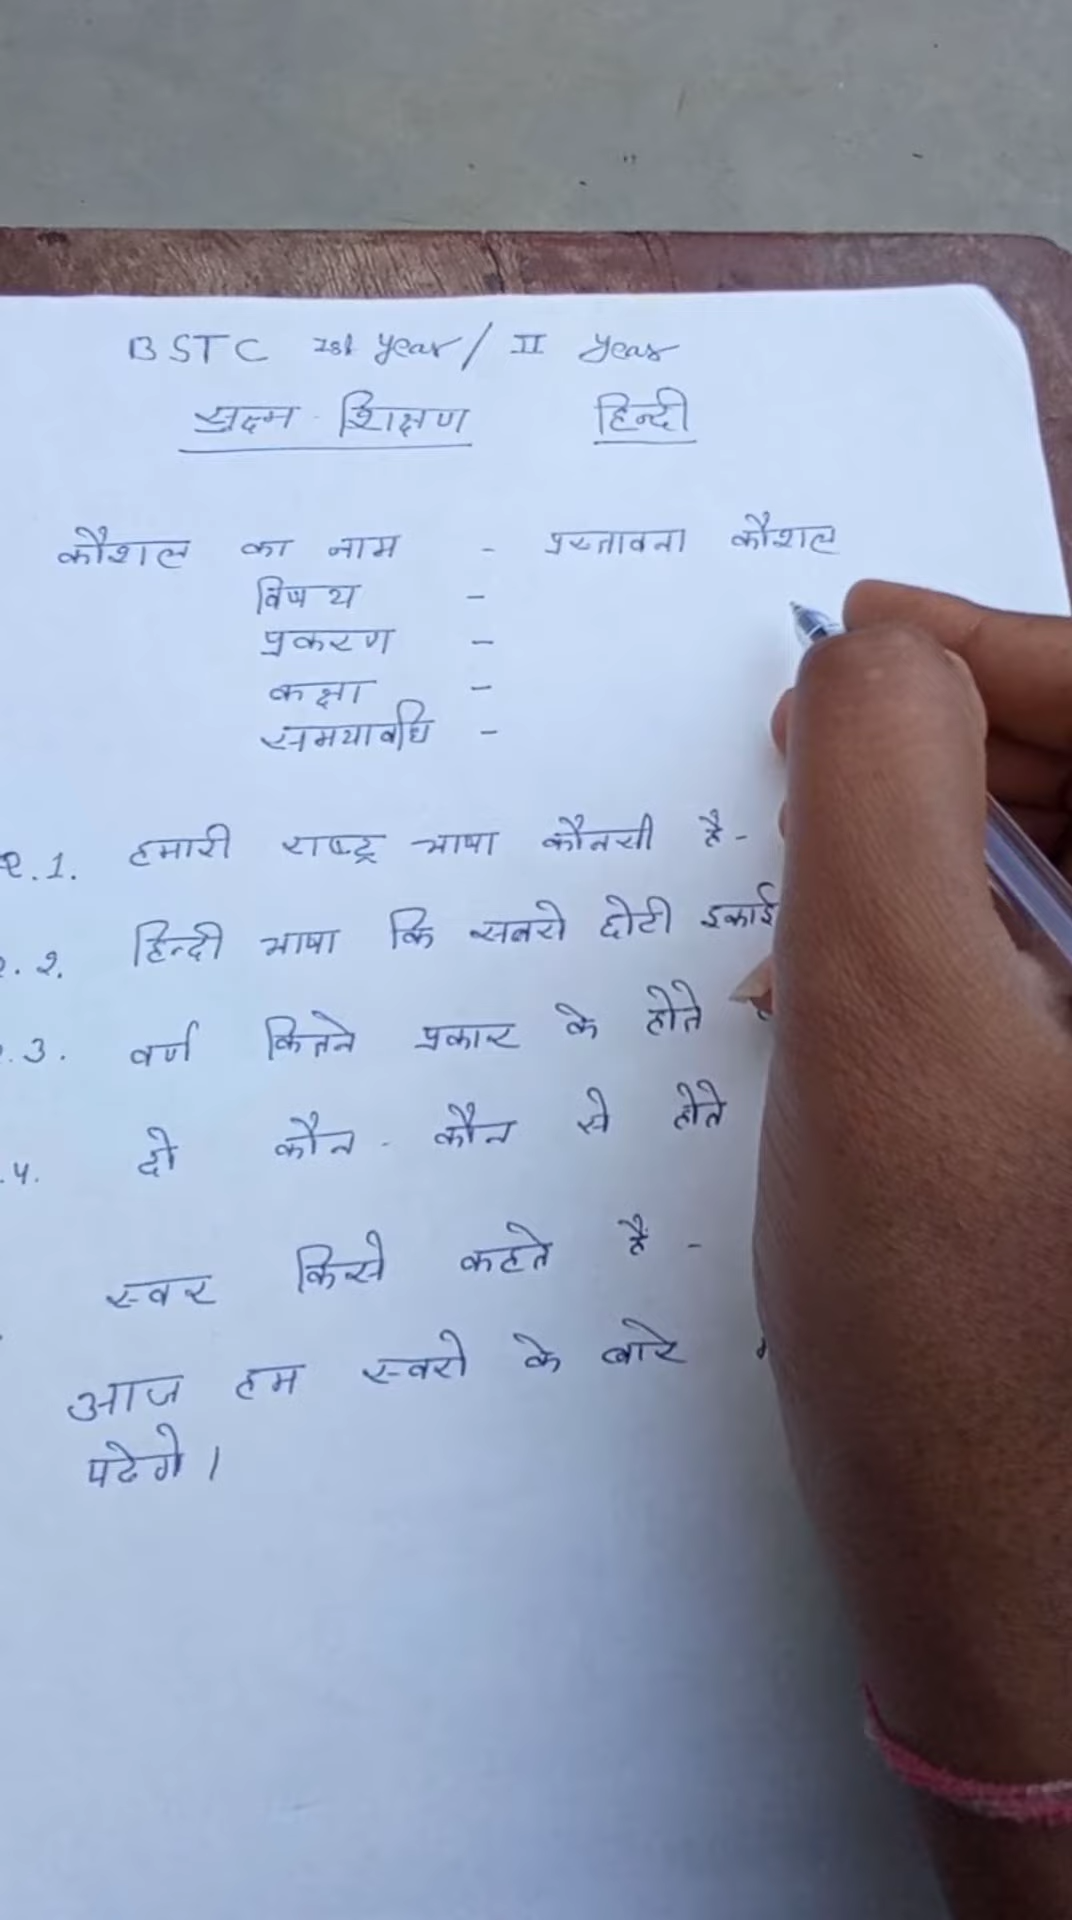 BSTC Ist year / II year
सूक्ष्म - शिक्षण हिन्दी
कौशल का नाम - प्रस्तावना कौशल
विषय -
प्रकरण -
कक्षा -
समयावधि -
1. हमारी राष्ट्र भाषा कौनसी है -
2. हिन्दी भाषा कि सबसे छोटी इकाई
3. वर्ण कितने प्रकार के होते
4. दो कौन - कौन से होते
स्वर किसे कहते है -
आज हम स्वरो के बारे
पढेगे।